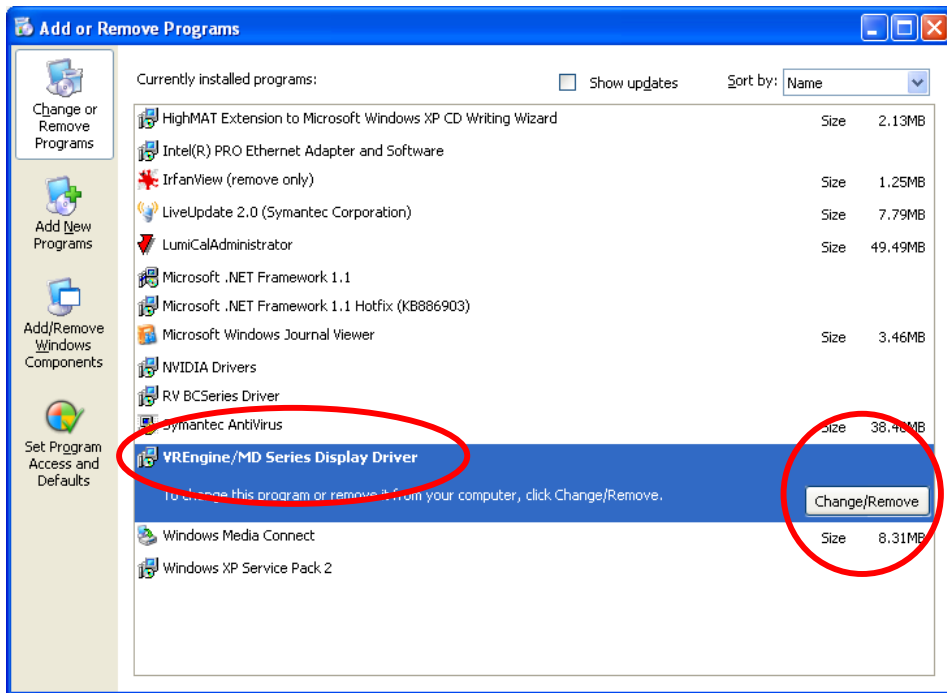 Add or Remove Programs
Change or
Remove
Programs
Add New
Programs
Add/Remove
Windows
Components
Set Program
Access and
Defaults
Currently installed programs:
Show updates
Sort by: Name
HighMAT Extension to Microsoft Windows XP CD Writing Wizard Size 2.13MB
Intel(R) PRO Ethernet Adapter and Software
IrfanView (remove only) Size 1.25MB
LiveUpdate 2.0 (Symantec Corporation) Size 7.79MB
LumiCalAdministrator Size 49.49MB
Microsoft .NET Framework 1.1
Microsoft .NET Framework 1.1 Hotfix (KB886903)
Microsoft Windows Journal Viewer Size 3.46MB
NVIDIA Drivers
RV BCSeries Driver
Symantec AntiVirus Size 38.48MB
VREngine/MD Series Display Driver
To change this program or remove it from your computer, click Change/Remove.
Change/Remove
Windows Media Connect Size 8.31MB
Windows XP Service Pack 2